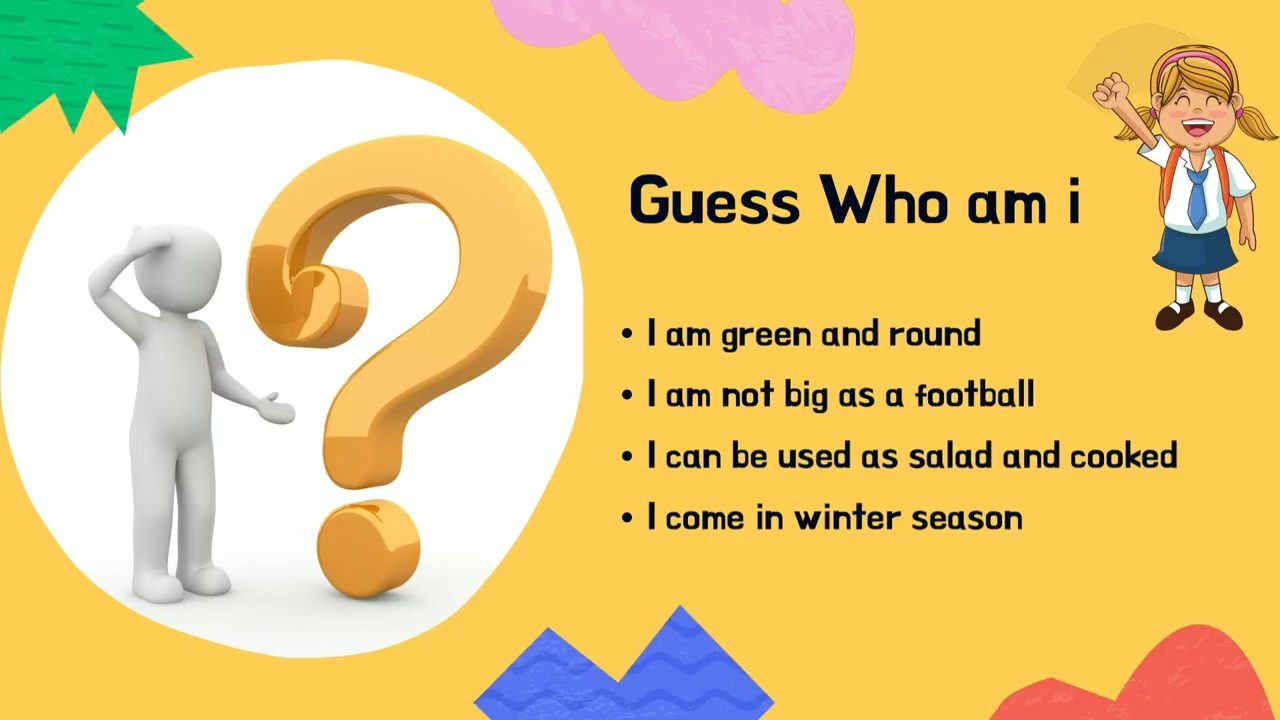 Guess Who am i
• I am green and round
• I am not big as a football
• I can be used as salad and cooked
• I come in winter season